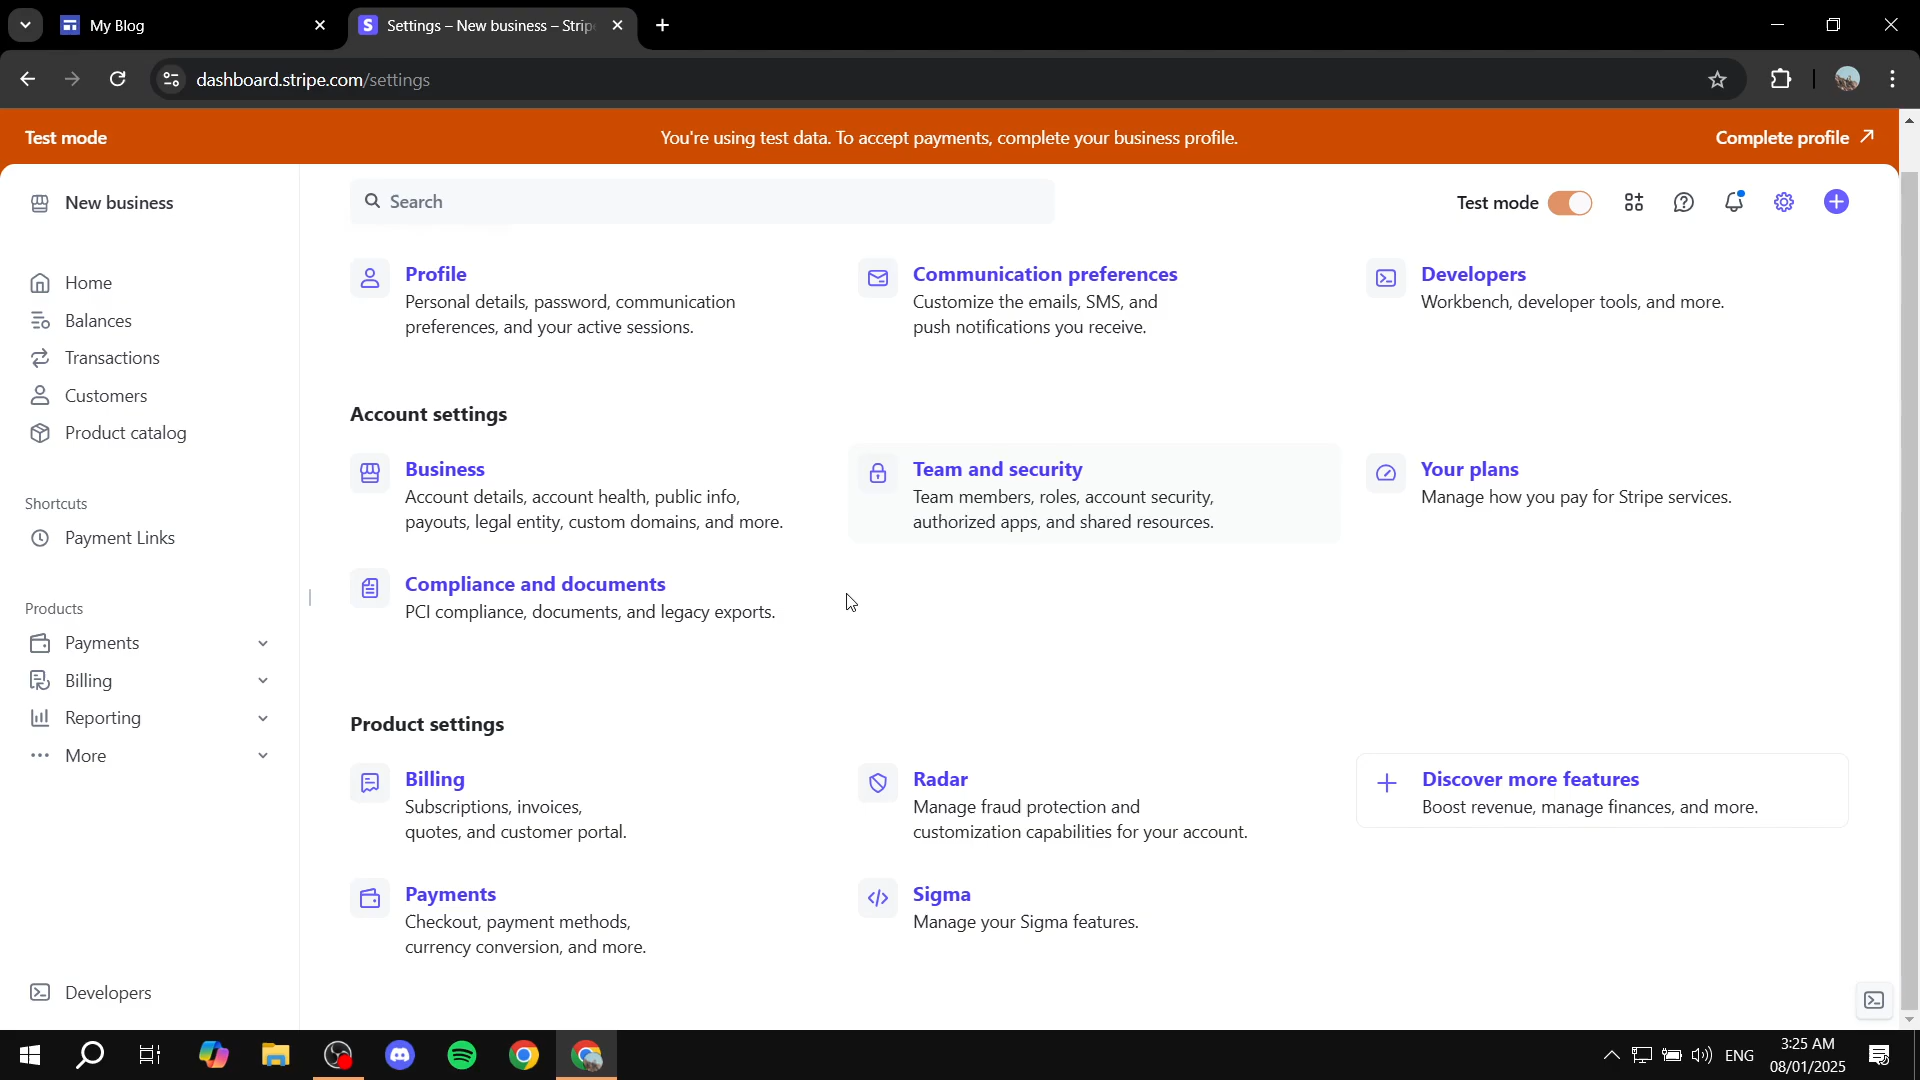 My Blog
Settings – New business – Strip
dashboard.stripe.com/settings
Test mode
You're using test data. To accept payments, complete your business profile.
Complete profile
New business
Search
Test mode
Home
Balances
Transactions
Customers
Product catalog
Shortcuts
Payment Links
Products
Payments
Billing
Reporting
More
Developers
Profile
Personal details, password, communication
preferences, and your active sessions.
Communication preferences
Customize the emails, SMS, and
push notifications you receive.
Developers
Workbench, developer tools, and more.
Account settings
Business
Account details, account health, public info,
payouts, legal entity, custom domains, and more.
Team and security
Team members, roles, account security,
authorized apps, and shared resources.
Your plans
Manage how you pay for Stripe services.
Compliance and documents
PCI compliance, documents, and legacy exports.
Product settings
Billing
Subscriptions, invoices,
quotes, and customer portal.
Radar
Manage fraud protection and
customization capabilities for your account.
Discover more features
Boost revenue, manage finances, and more.
Payments
Checkout, payment methods,
currency conversion, and more.
Sigma
Manage your Sigma features.
ENG
3:25 AM
08/01/2025